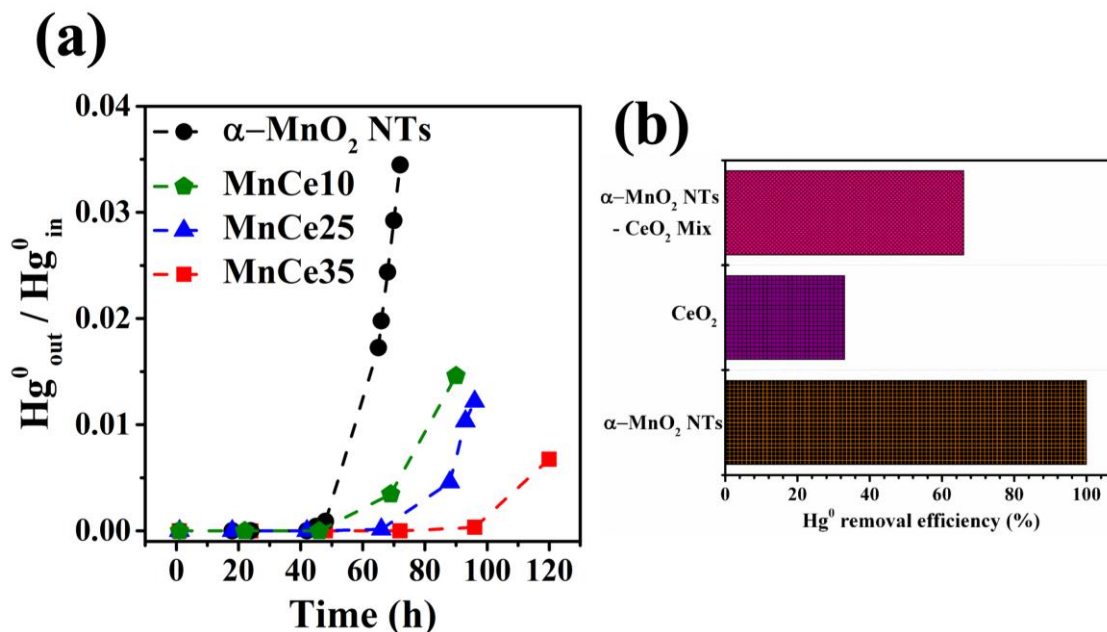 (a)
0.04
0.03
0.02
0.01
0.00
Hg⁰out / Hg⁰in
α−MnO₂ NTs
MnCe10
MnCe25
MnCe35
0 20 40 60 80 100 120
Time (h)
(b)
α−MnO₂ NTs
- CeO₂ Mix
CeO₂
α−MnO₂ NTs
0 20 40 60 80 100
Hg⁰ removal efficiency (%)